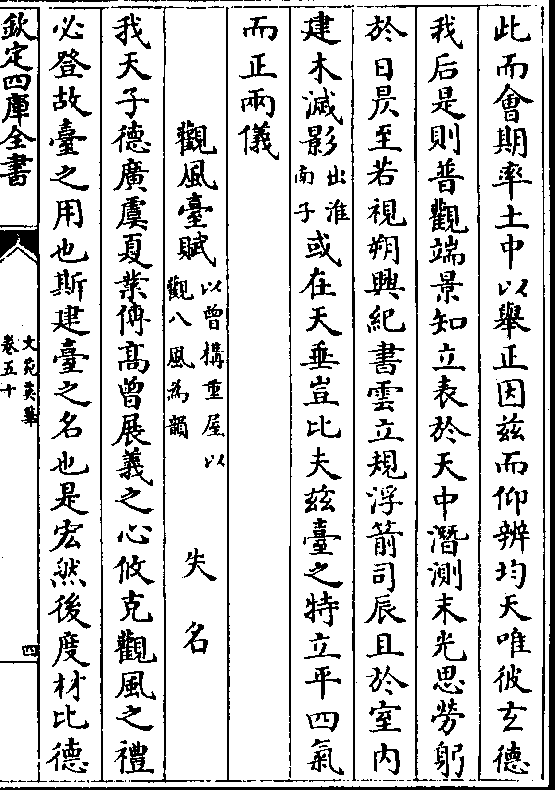 此而會期率土中以舉正因茲而仰辨均天唯彼玄德
我后是則普觀端景知立表於天中潛測末光思勞躬
於日昃至若視朔興紀書雲立規浮箭司辰且於室内
建木滅影出淮南子或在天垂豈比夫茲臺之特立平四氣
而正兩儀
觀風臺賦以曾構重屋以觀八風為韻 失名
我天子德廣虞夏業傳高曾展義之心攸克觀風之禮
必登故臺之用也斯建臺之名也是宏然後度材比德
欽定四庫全書
文苑英華
卷五十
四